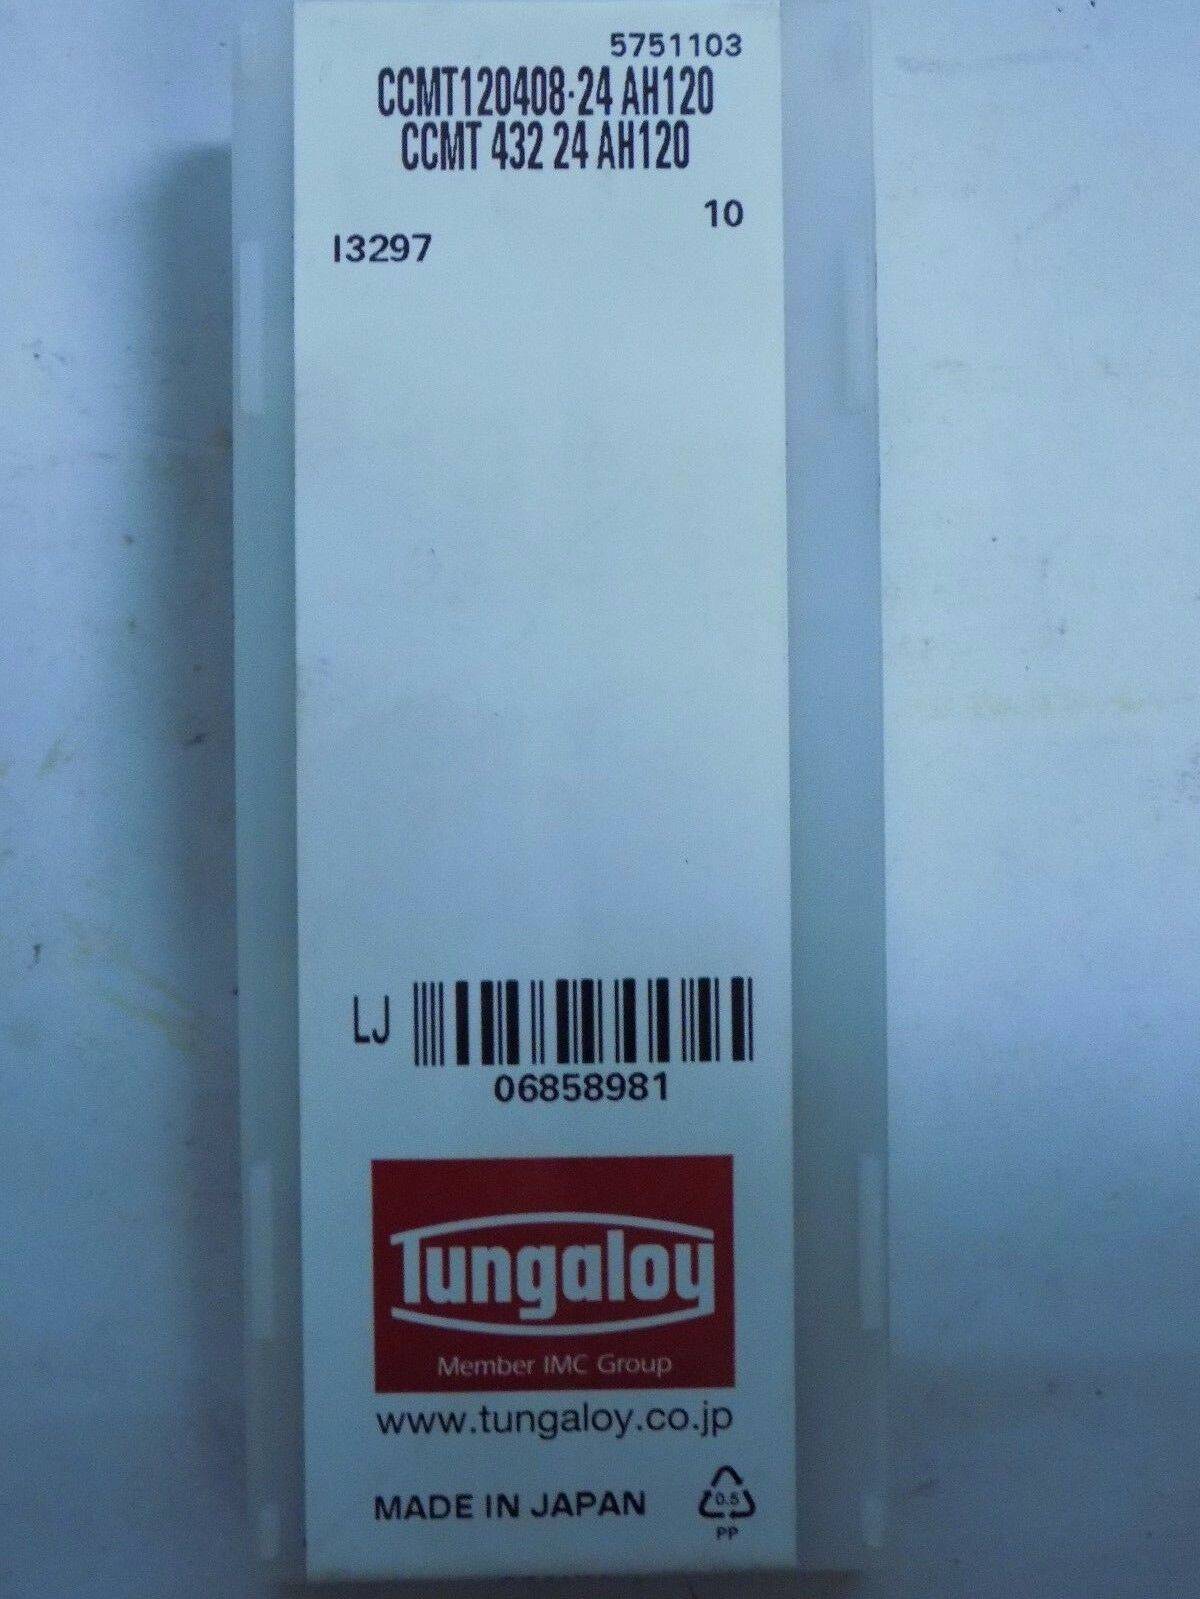 5751103
CCMT120408-24 AH120
CCMT 432 24 AH120
10
I3297
LJ
06858981
Tungaloy
Member IMC Group
www.tungaloy.co.jp
MADE IN JAPAN
0.5
PP